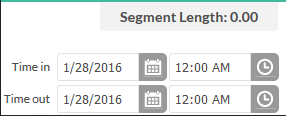 Segment Length: 0.00
Time in 1/28/2016 12:00 AM
Time out 1/28/2016 12:00 AM